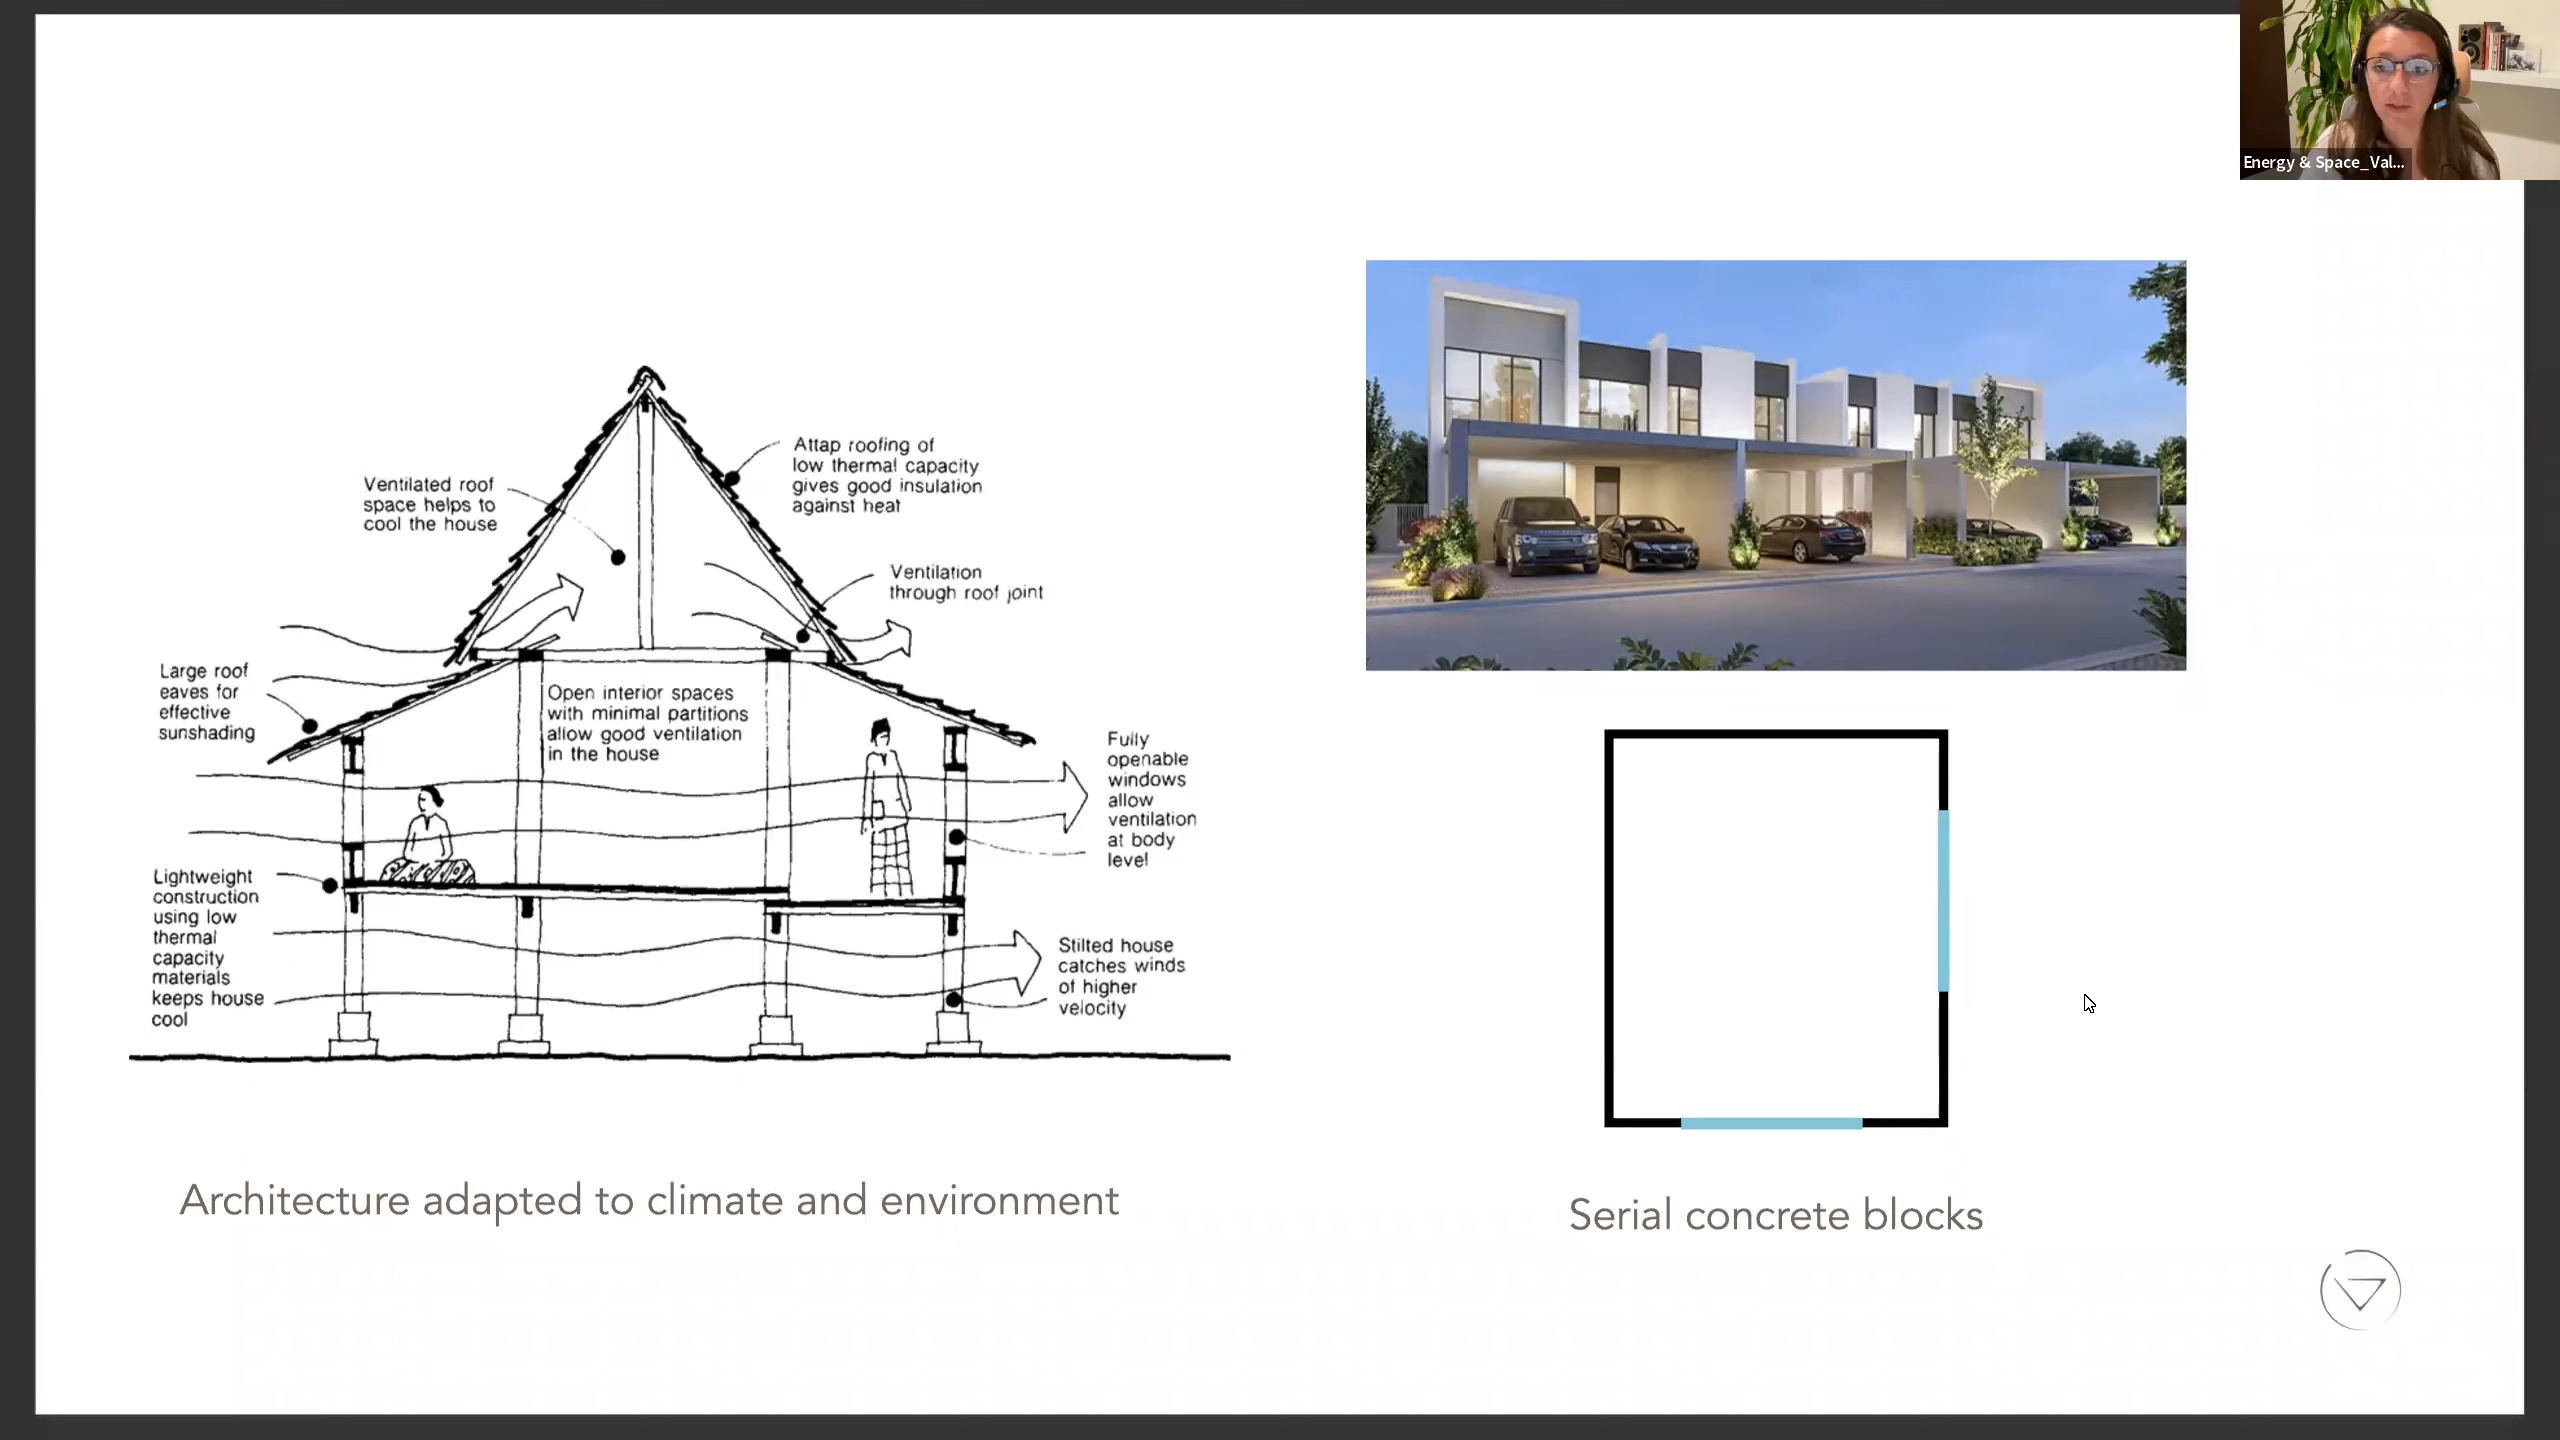 Energy & Space_Val...
Attap roofing of
low thermal capacity
gives good insulation
against heat
Ventilated roof
space helps to
cool the house
Ventilation
through roof joint
Large roof
eaves for
effective
sunshading
Open interior spaces
with minimal partitions
allow good ventilation
in the house
Fully
openable
windows
allow
ventilation
at body
level
Lightweight
construction
using low
thermal
capacity
materials
keeps house
cool
Stilted house
catches winds
of higher
velocity
Architecture adapted to climate and environment
Serial concrete blocks